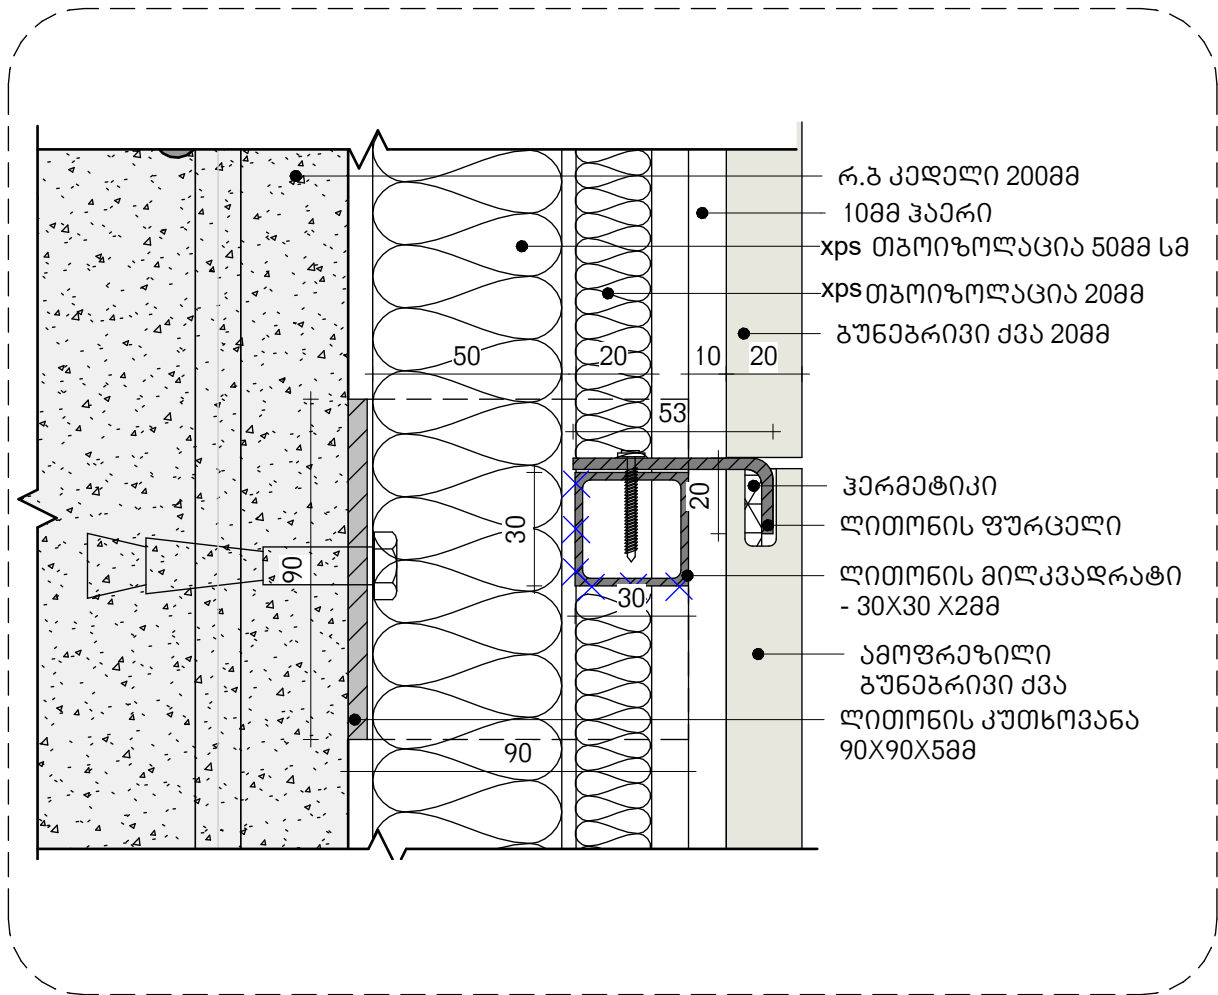 რ.ბ კედელი 200მმ
10მმ ჰაერი
xps თბოიზოლაცია 50მმ სმ
xps თბოიზოლაცია 20მმ
ბუნებრივი ქვა 20მმ
50
20
10
20
53
20
30
90
30
90
ჰერმეტიკი
ლითონის ფურცელი
ლითონის მილკვადრატი
- 30X30 X2მმ
ამოფრეზილი
ბუნებრივი ქვა
ლითონის კუთხოვანა
90X90X5მმ